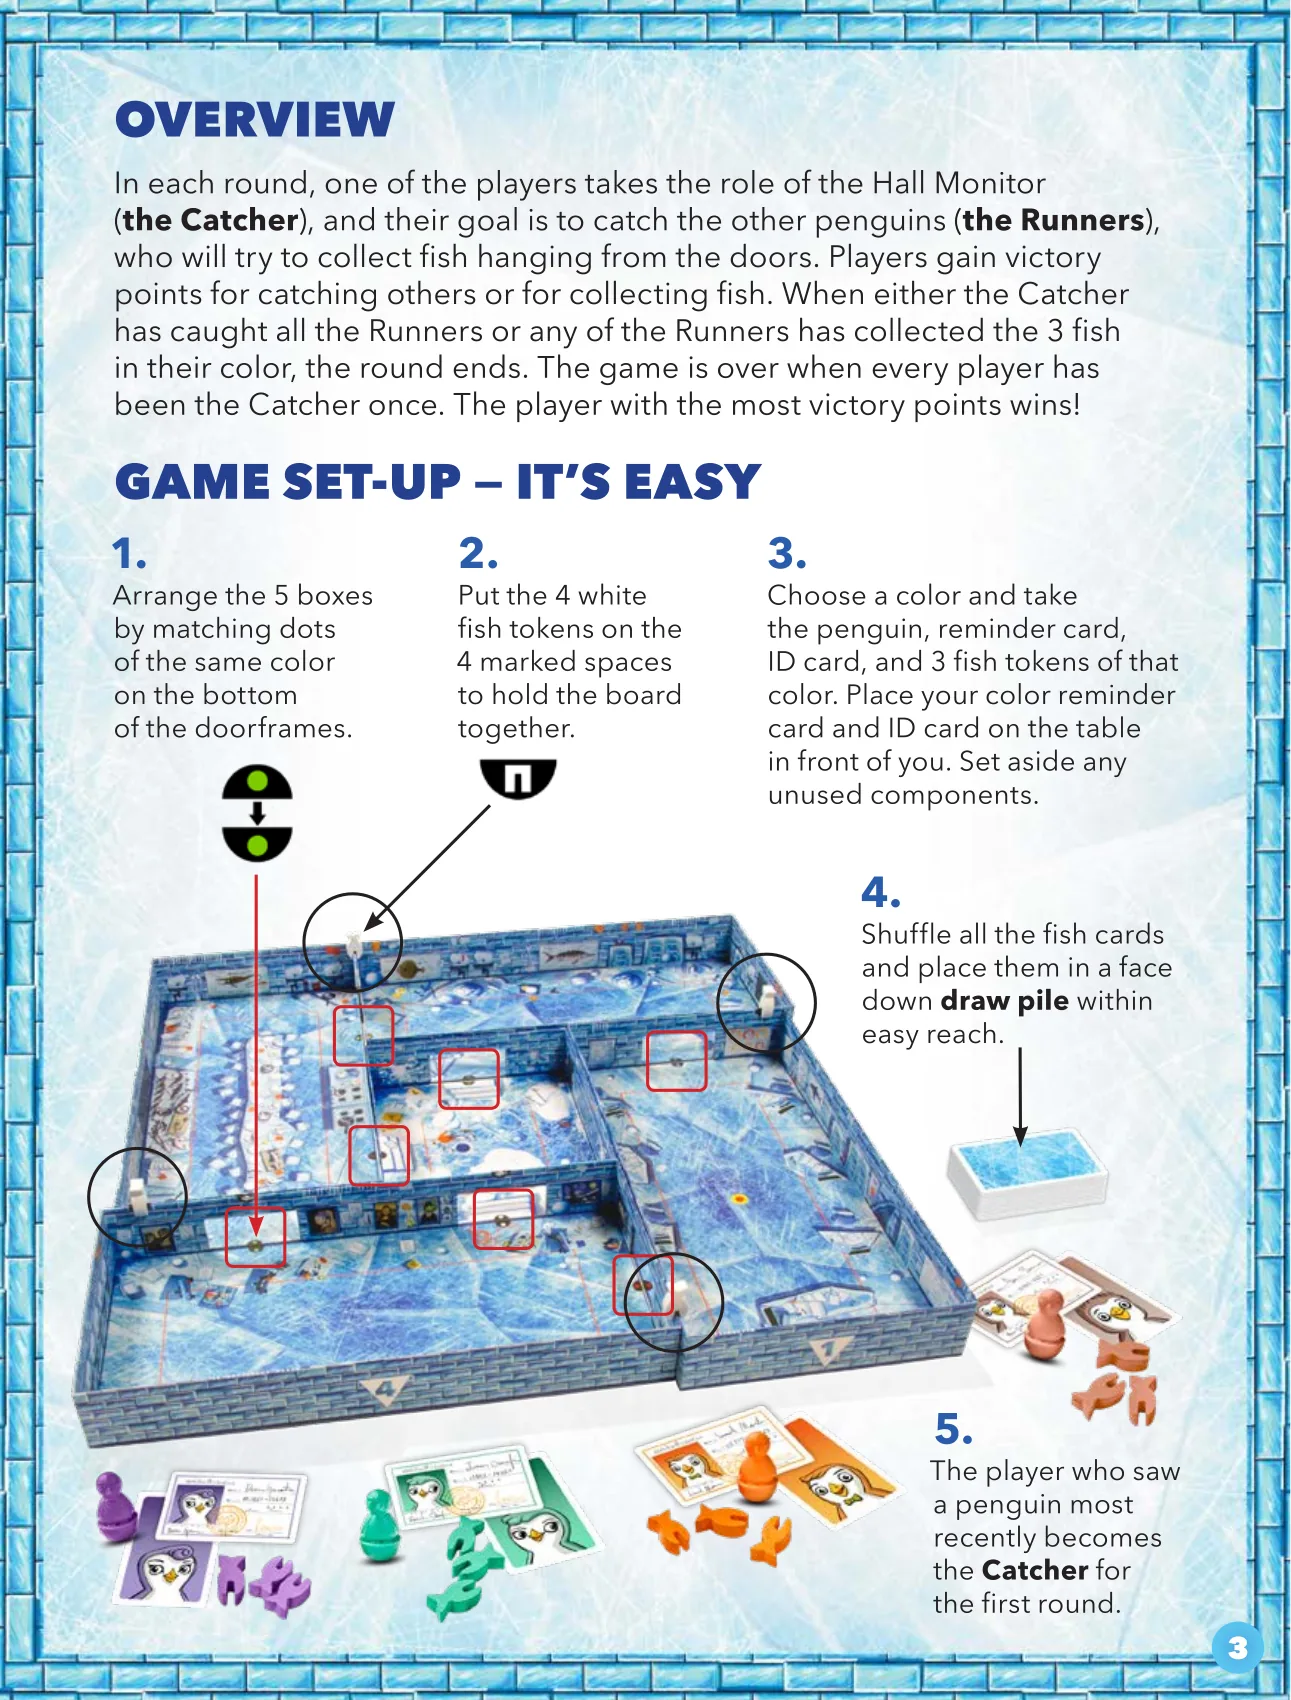 OVERVIEW
In each round, one of the players takes the role of the Hall Monitor
(the Catcher), and their goal is to catch the other penguins (the Runners),
who will try to collect fish hanging from the doors. Players gain victory
points for catching others or for collecting fish. When either the Catcher
has caught all the Runners or any of the Runners has collected the 3 fish
in their color, the round ends. The game is over when every player has
been the Catcher once. The player with the most victory points wins!
GAME SET-UP – IT'S EASY
1.
Arrange the 5 boxes
by matching dots
of the same color
on the bottom
of the doorframes.
2.
Put the 4 white
fish tokens on the
4 marked spaces
to hold the board
together.
3.
Choose a color and take
the penguin, reminder card,
ID card, and 3 fish tokens of that
color. Place your color reminder
card and ID card on the table
in front of you. Set aside any
unused components.
4.
Shuffle all the fish cards
and place them in a face
down draw pile within
easy reach.
1
4
5.
The player who saw
a penguin most
recently becomes
the Catcher for
the first round.
3